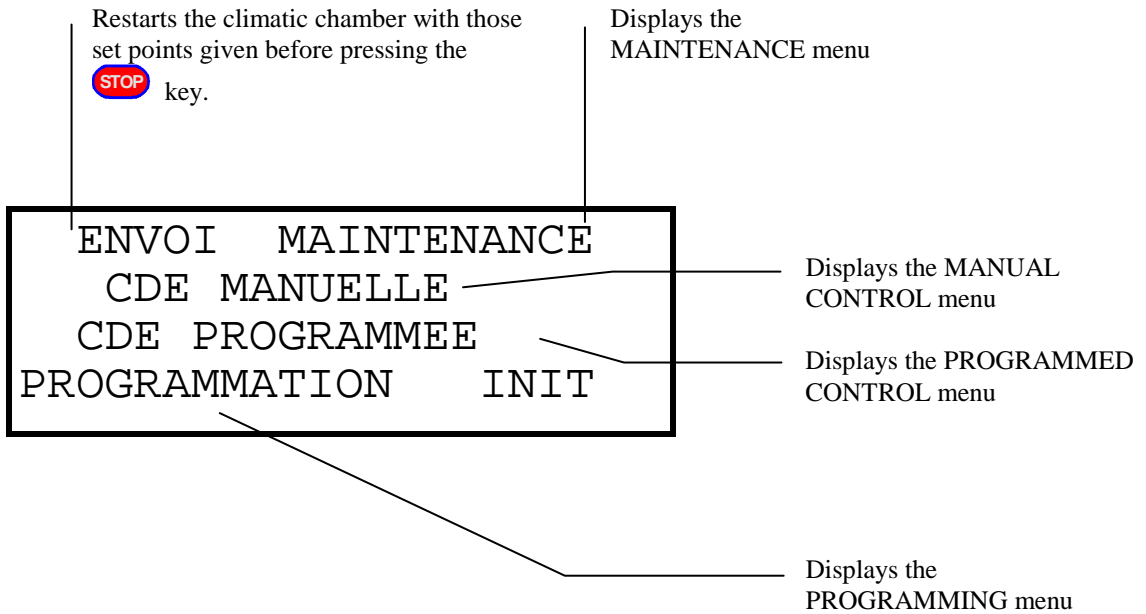 Restarts the climatic chamber with those
set points given before pressing the
STOP key.
Displays the
MAINTENANCE menu
ENVOI MAINTENANCE
CDE MANUELLE
CDE PROGRAMMEE
PROGRAMMATION INIT
Displays the MANUAL
CONTROL menu
Displays the PROGRAMMED
CONTROL menu
Displays the
PROGRAMMING menu